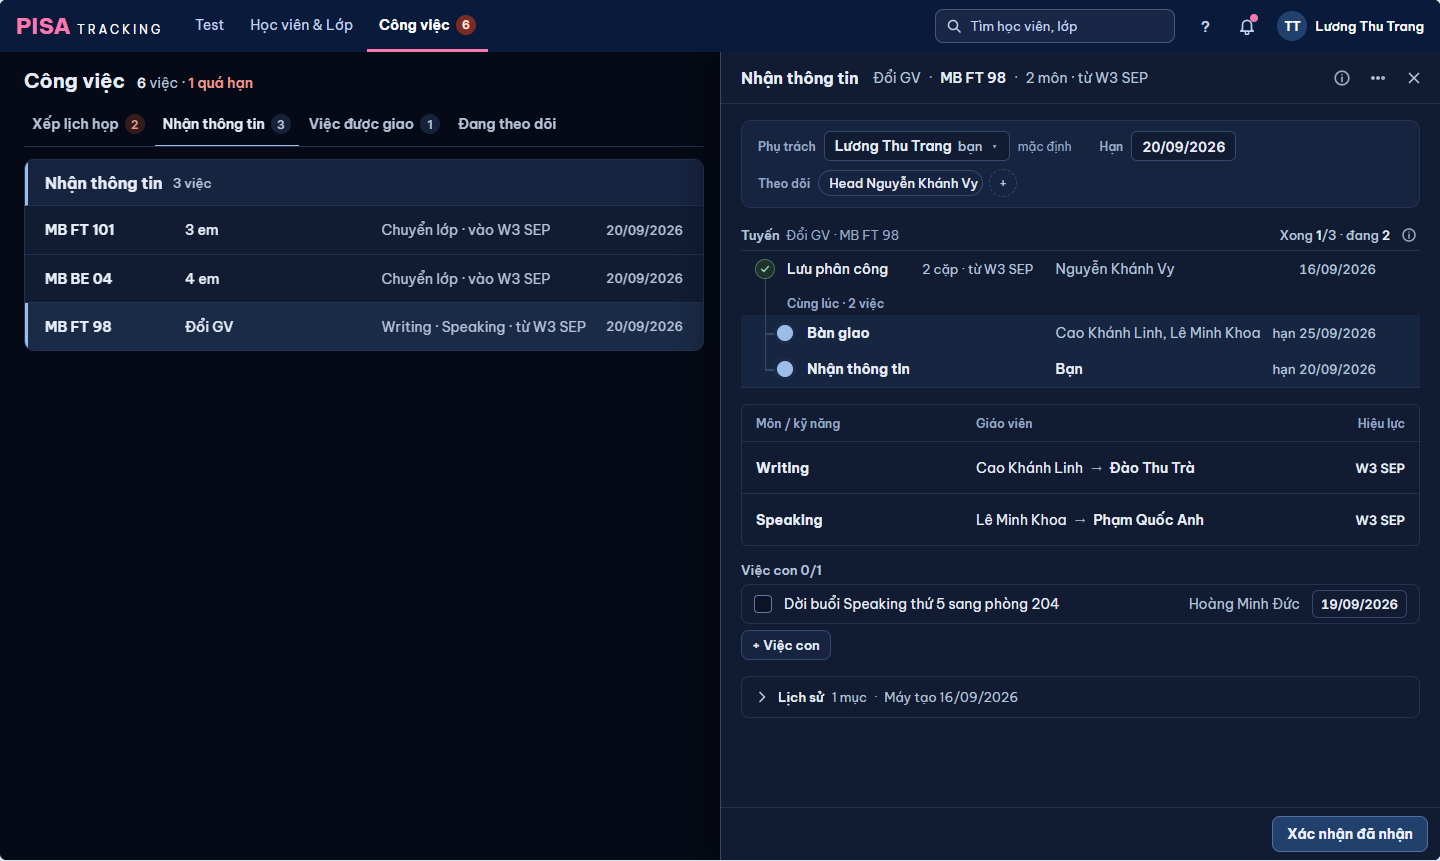 PISA TRACKING Test Học viên & Lớp Công việc 6 Tìm học viên, lớp ? TT Lương Thu Trang
Công việc 6 việc · 1 quá hạn
Xếp lịch họp 2 Nhận thông tin 3 Việc được giao 1 Đang theo dõi
Nhận thông tin 3 việc
MB FT 101 3 em Chuyển lớp · vào W3 SEP 20/09/2026
MB BE 04 4 em Chuyển lớp · vào W3 SEP 20/09/2026
MB FT 98 Đổi GV Writing · Speaking · từ W3 SEP 20/09/2026
Nhận thông tin Đổi GV · MB FT 98 · 2 môn · từ W3 SEP
Phụ trách Lương Thu Trang bạn mặc định Hạn 20/09/2026
Theo dõi Head Nguyễn Khánh Vy +
Tuyến Đổi GV · MB FT 98 Xong 1/3 · đang 2
Lưu phân công 2 cặp · từ W3 SEP Nguyễn Khánh Vy 16/09/2026
Cùng lúc · 2 việc
Bàn giao Cao Khánh Linh, Lê Minh Khoa hạn 25/09/2026
Nhận thông tin Bạn hạn 20/09/2026
Môn / kỹ năng Giáo viên Hiệu lực
Writing Cao Khánh Linh → Đào Thu Trà W3 SEP
Speaking Lê Minh Khoa → Phạm Quốc Anh W3 SEP
Việc con 0/1
Dời buổi Speaking thứ 5 sang phòng 204 Hoàng Minh Đức 19/09/2026
+ Việc con
Lịch sử 1 mục · Máy tạo 16/09/2026
Xác nhận đã nhận